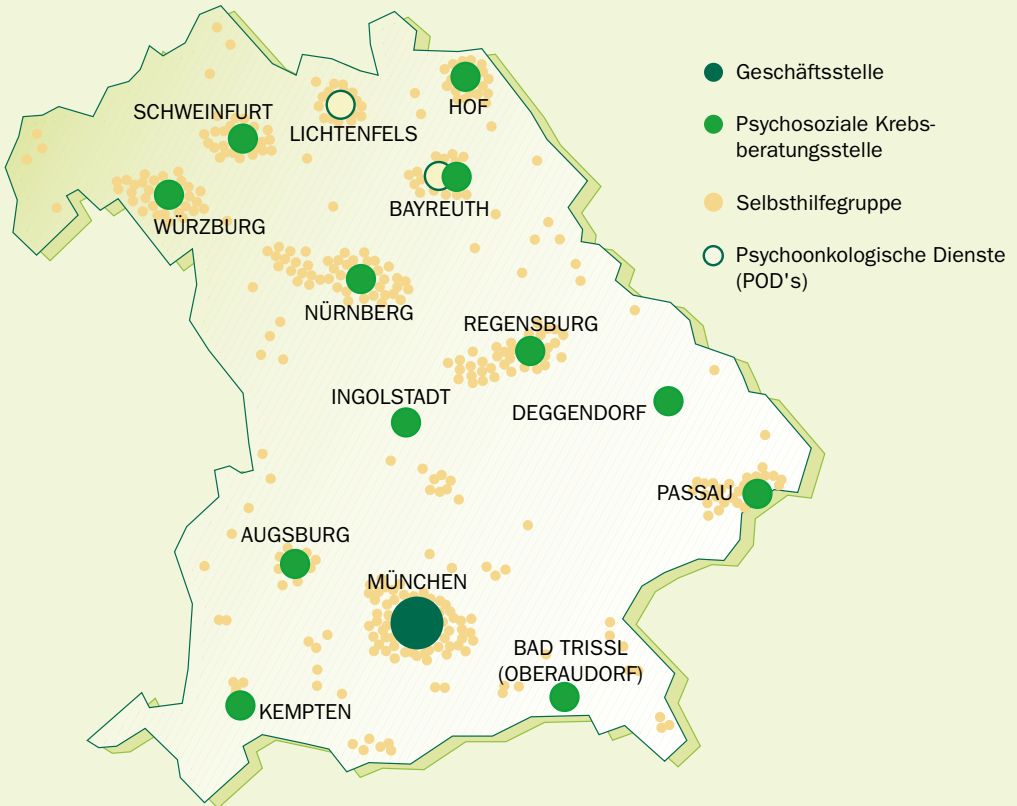 Geschäftsstelle
Psychosoziale Krebs-
beratungsstelle
Selbsthilfegruppe
Psychoonkologische Dienste
(POD's)
SCHWEINFURT
HOF
LICHTENFELS
BAYREUTH
WÜRZBURG
NÜRNBERG
REGENSBURG
INGOLSTADT
DEGGENDORF
PASSAU
AUGSBURG
MÜNCHEN
BAD TRISSL
(OBERAUDORF)
KEMPTEN